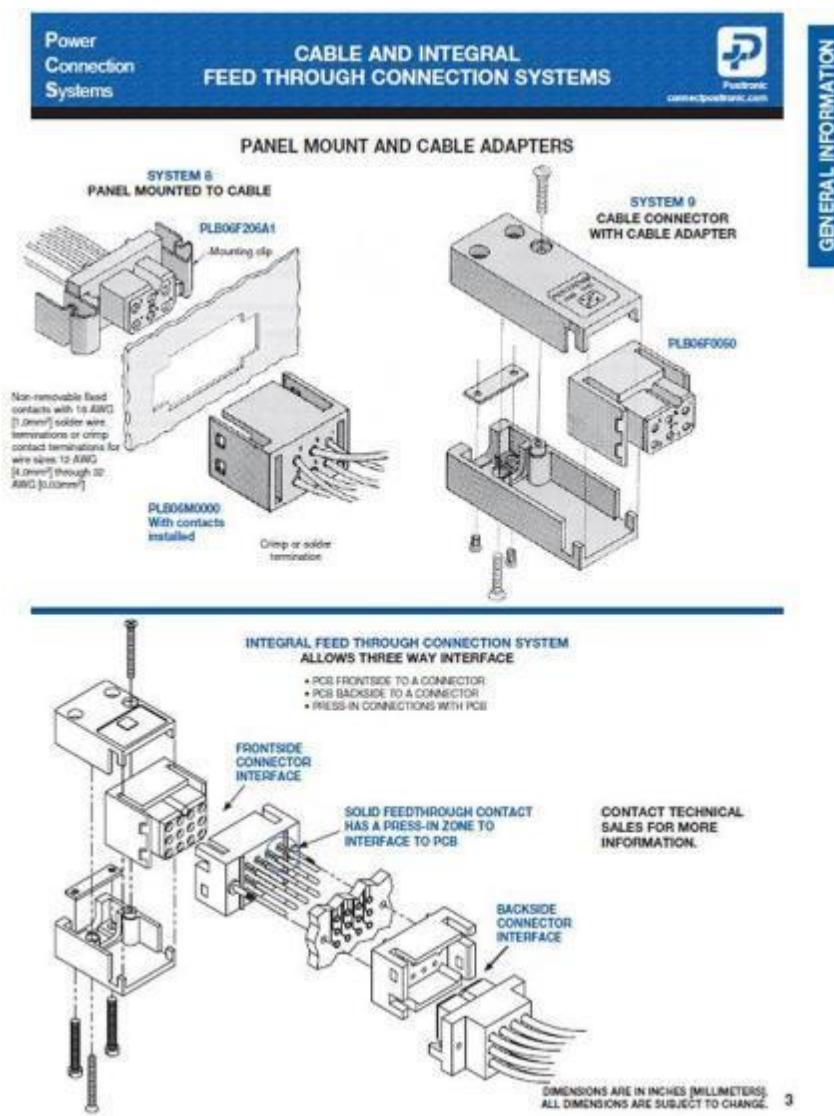 Power
Connection
Systems
CABLE AND INTEGRAL
FEED THROUGH CONNECTION SYSTEMS
Positronic
connectpositronic.com
GENERAL INFORMATION
PANEL MOUNT AND CABLE ADAPTERS
SYSTEM 8
PANEL MOUNTED TO CABLE
PLB06F206A1
Mounting clip
Non-removable fixed
contacts with 16 AWG
[1.0mm²] solder wire
terminations or crimp
contact terminations for
wire sizes 12 AWG
[4.0mm²] through 32
AWG [0.03mm²]
PLB06M0000
With contacts
installed
Crimp or solder
termination
SYSTEM 9
CABLE CONNECTOR
WITH CABLE ADAPTER
PLB06F0050
INTEGRAL FEED THROUGH CONNECTION SYSTEM
ALLOWS THREE WAY INTERFACE
• PCB FRONTSIDE TO A CONNECTOR
• PCB BACKSIDE TO A CONNECTOR
• PRESS-IN CONNECTIONS WITH PCB
FRONTSIDE
CONNECTOR
INTERFACE
SOLID FEEDTHROUGH CONTACT
HAS A PRESS-IN ZONE TO
INTERFACE TO PCB
CONTACT TECHNICAL
SALES FOR MORE
INFORMATION.
BACKSIDE
CONNECTOR
INTERFACE
DIMENSIONS ARE IN INCHES [MILLIMETERS].
ALL DIMENSIONS ARE SUBJECT TO CHANGE.
3